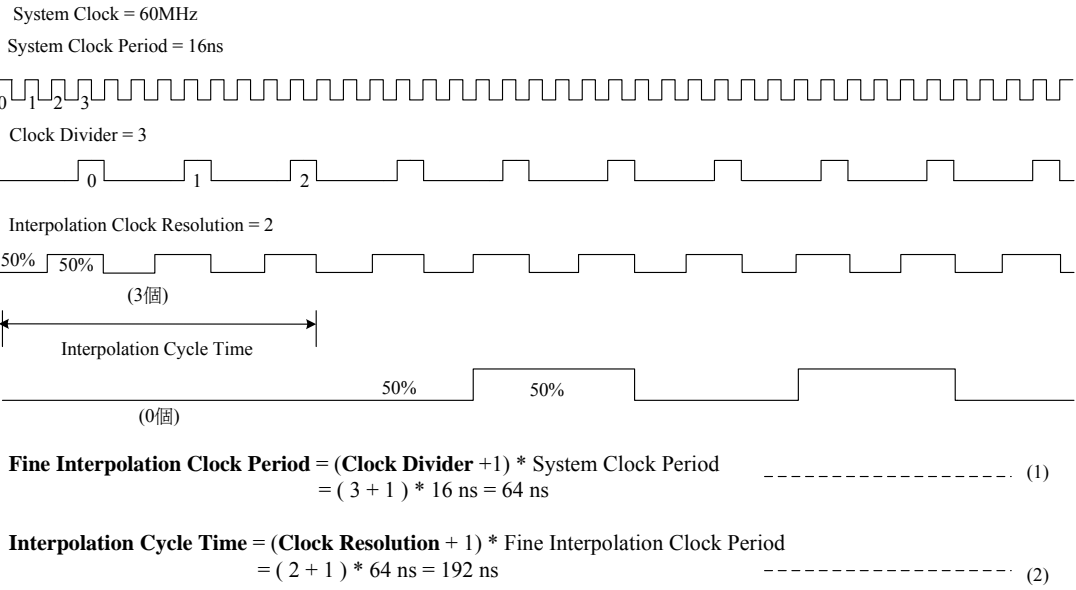 System Clock = 60MHz
System Clock Period = 16ns
0 1 2 3
Clock Divider = 3
0 1 2
Interpolation Clock Resolution = 2
50% 50%
(3個)
Interpolation Cycle Time
50% 50%
(0個)
Fine Interpolation Clock Period = (Clock Divider +1) * System Clock Period (1)
= ( 3 + 1 ) * 16 ns = 64 ns
Interpolation Cycle Time = (Clock Resolution + 1) * Fine Interpolation Clock Period
= ( 2 + 1 ) * 64 ns = 192 ns (2)